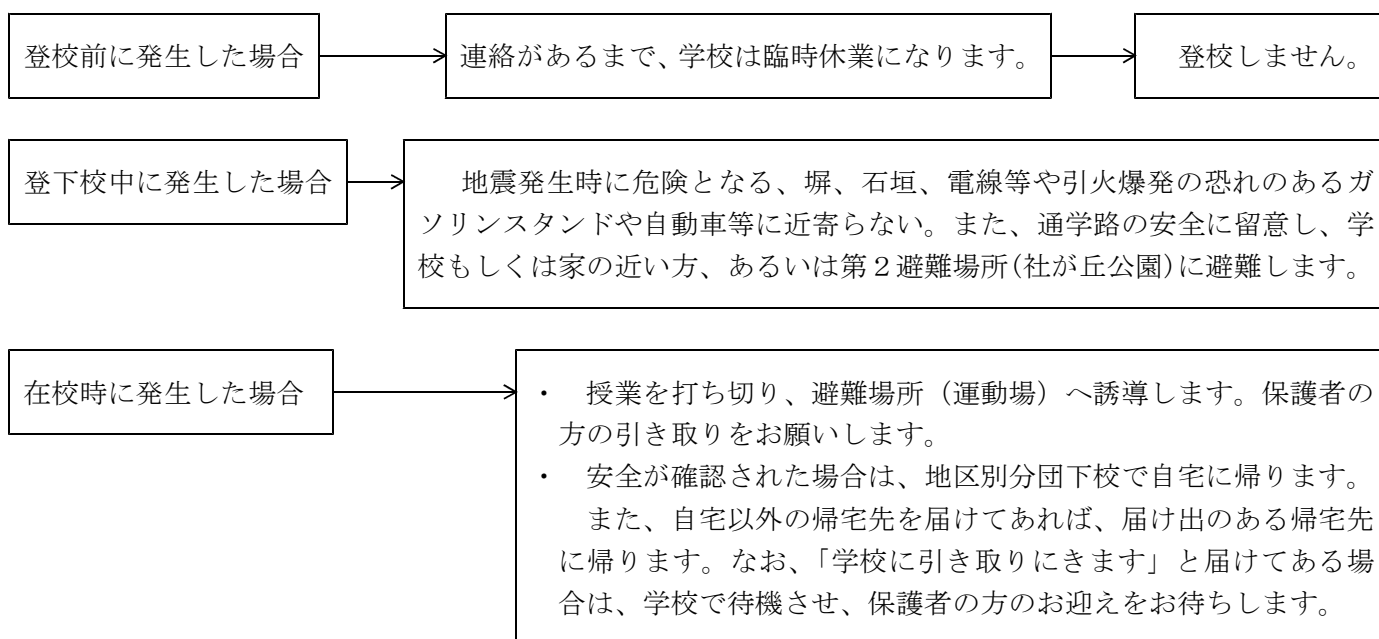 登校前に発生した場合
連絡があるまで、学校は臨時休業になります。
登校しません。
登下校中に発生した場合
地震発生時に危険となる、塀、石垣、電線等や引火爆発の恐れのあるガ
ソリンスタンドや自動車等に近寄らない。また、通学路の安全に留意し、学
校もしくは家の近い方、あるいは第２避難場所(社が丘公園)に避難します。
在校時に発生した場合
・　授業を打ち切り、避難場所（運動場）へ誘導します。保護者の
方の引き取りをお願いします。
・　安全が確認された場合は、地区別分団下校で自宅に帰ります。
また、自宅以外の帰宅先を届けてあれば、届け出のある帰宅先
に帰ります。なお、「学校に引き取りにきます」と届けてある場
合は、学校で待機させ、保護者の方のお迎えをお待ちします。